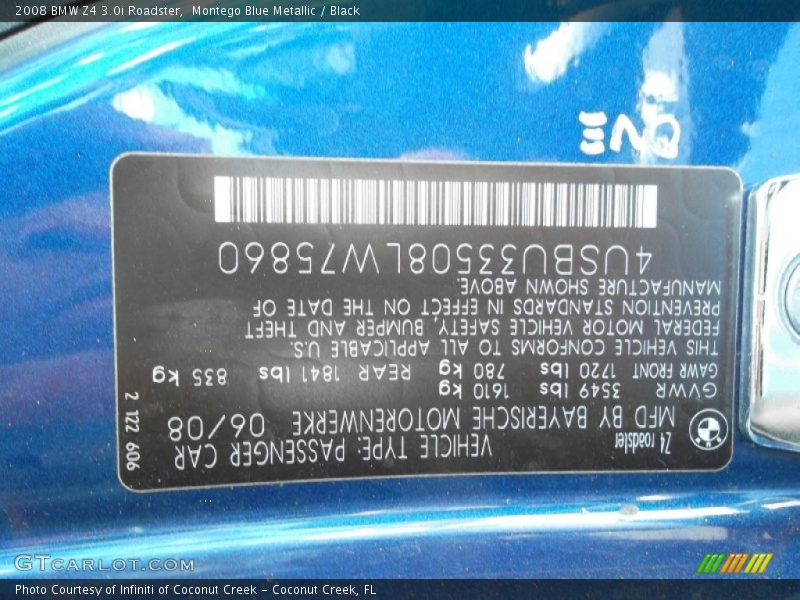 2008 BMW Z4 3.0i Roadster, Montego Blue Metallic / Black
Z4 roadster
VEHICLE TYPE: PASSENGER CAR
MFD BY BAYERISCHE MOTORENWERKE 06/08
GVWR 3549 lbs 1610 kg
GAWR FRONT 1720 lbs 780 kg REAR 1841 lbs 835 kg
THIS VEHICLE CONFORMS TO ALL APPLICABLE U.S.
FEDERAL MOTOR VEHICLE SAFETY, BUMPER AND THEFT
PREVENTION STANDARDS IN EFFECT ON THE DATE OF
MANUFACTURE SHOWN ABOVE.
4USBU33508LW75860
2 122 606
GTCARLOT.COM
Photo Courtesy of Infiniti of Coconut Creek – Coconut Creek, FL